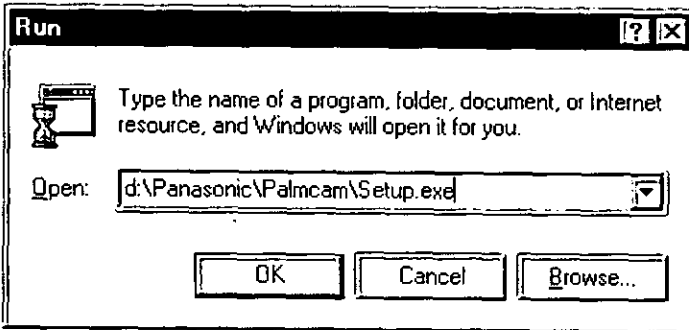 Run
Type the name of a program, folder, document, or Internet
resource, and Windows will open it for you.
Open: d:\Panasonic\Palmcam\Setup.exe
OK Cancel Browse...